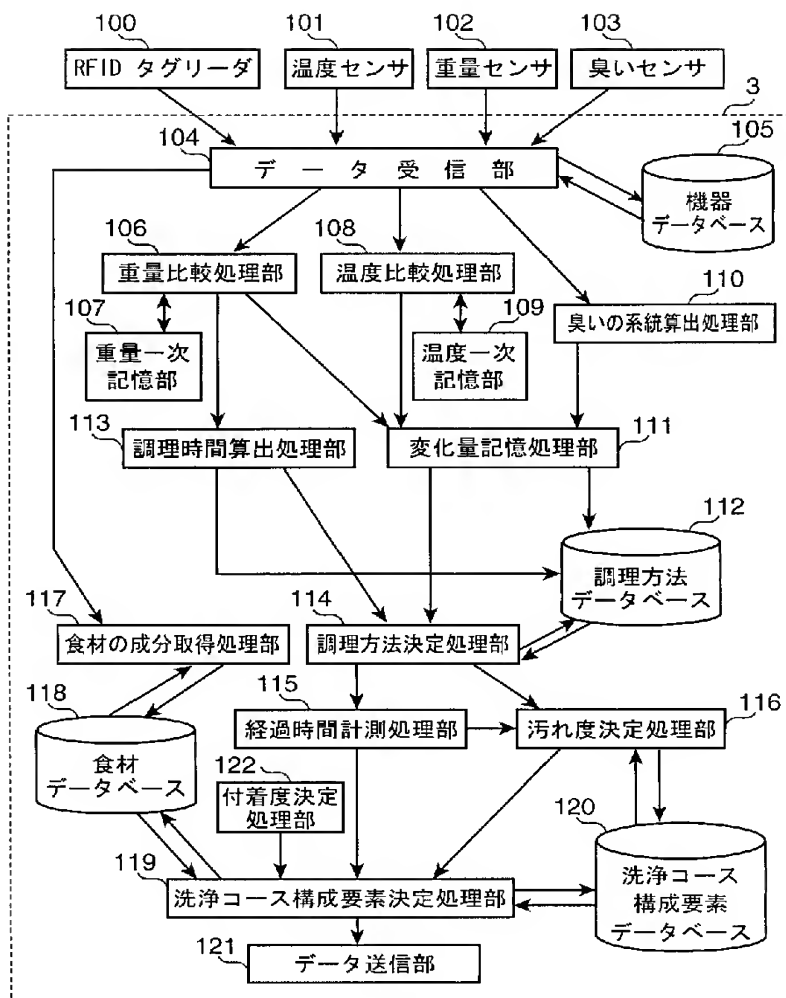 100
RFID タグリーダ
101
温度センサ
102
重量センサ
103
臭いセンサ
3
104
データ受信部
105
機器
データベース
106
重量比較処理部
108
温度比較処理部
110
臭いの系統算出処理部
107
重量一次
記憶部
109
温度一次
記憶部
113
調理時間算出処理部
111
変化量記憶処理部
112
調理方法
データベース
117
食材の成分取得処理部
114
調理方法決定処理部
115
経過時間計測処理部
116
汚れ度決定処理部
118
食材
データベース
122
付着度決定
処理部
120
洗浄コース
構成要素
データベース
119
洗浄コース構成要素決定処理部
121
データ送信部